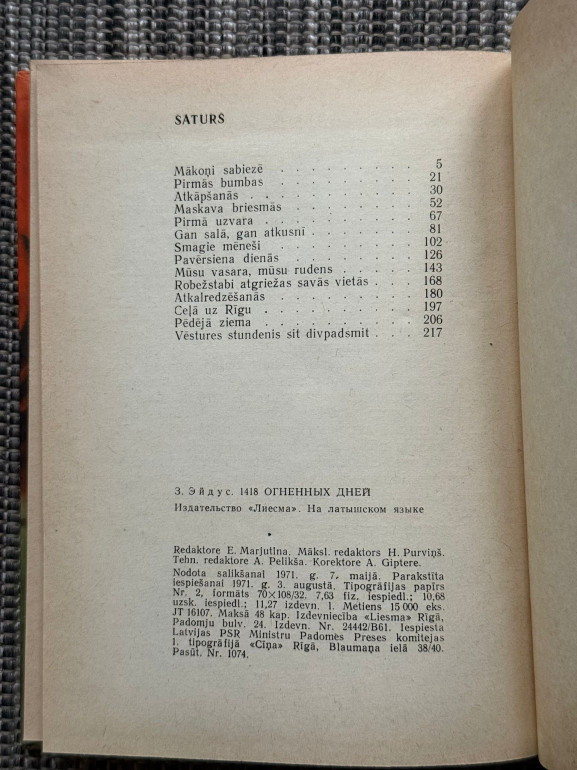 SATURS
Mākoņi sabiezē . . . . . . . . . 5
Pirmās bumbas . . . . . . . . . 21
Atkāpšanās . . . . . . . . . 30
Maskava briesmās . . . . . . . . 52
Pirmā uzvara . . . . . . . . . 67
Gan salā, gan atkusnī . . . . . . . 81
Smagie mēneši . . . . . . . . . 102
Pavērsiena dienās . . . . . . . . 126
Mūsu vasara, mūsu rudens . . . . . . 143
Robežstabi atgriežas savās vietās . . . . 168
Atkalredzēšanās . . . . . . . . 180
Ceļā uz Rīgu . . . . . . . . . 197
Pēdējā ziema . . . . . . . . . 206
Vēstures stundenis sit divpadsmit . . . . 217
З. Эйдус. 1418 ОГНЕННЫХ ДНЕЙ
Издательство «Лиесма». На латышском языке
Redaktore E. Marjutina. Māksl. redaktors H. Purviņš.
Tehn. redaktore A. Pelikša. Korektore A. Giptere.
Nodota salikšanai 1971. g. 7. maijā. Parakstīta
iespiešanai 1971. g. 3. augustā. Tipogrāfijas papīrs
Nr. 2, formāts 70×108/32. 7,63 fiz. iespiedl.; 10,68
uzsk. iespiedl.; 11,27 izdevn. l. Metiens 15 000 eks.
JT 16107. Maksā 48 kap. Izdevniecība «Liesma» Rīgā,
Padomju bulv. 24. Izdevn. Nr. 24442/B61. Iespiesta
Latvijas PSR Ministru Padomes Preses komitejas
1. tipogrāfijā «Cīņa» Rīgā, Blaumaņa ielā 38/40.
Pasūt. Nr. 1074.